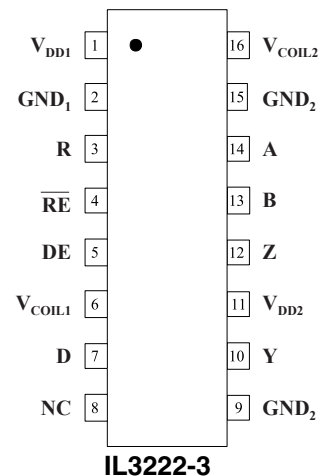 V_DD1 1 16 V_COIL2
GND_1 2 15 GND_2
R 3 14 A
R̅E̅ 4 13 B
DE 5 12 Z
V_COIL1 6 11 V_DD2
D 7 10 Y
NC 8 9 GND_2
IL3222-3